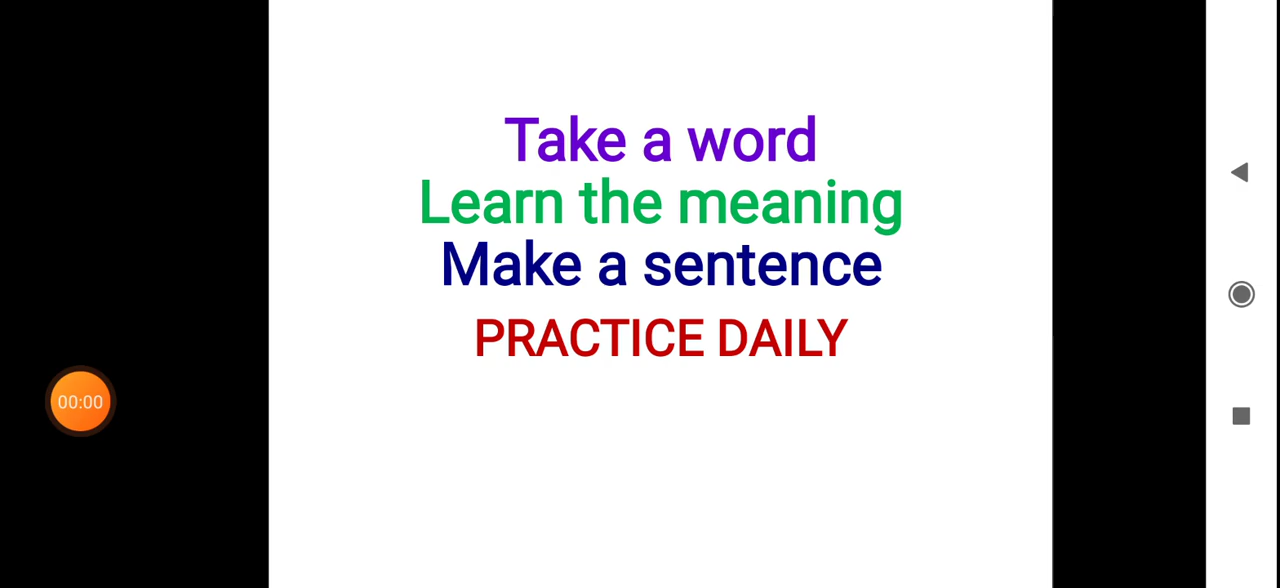 Take a word
Learn the meaning
Make a sentence
PRACTICE DAILY
00:00